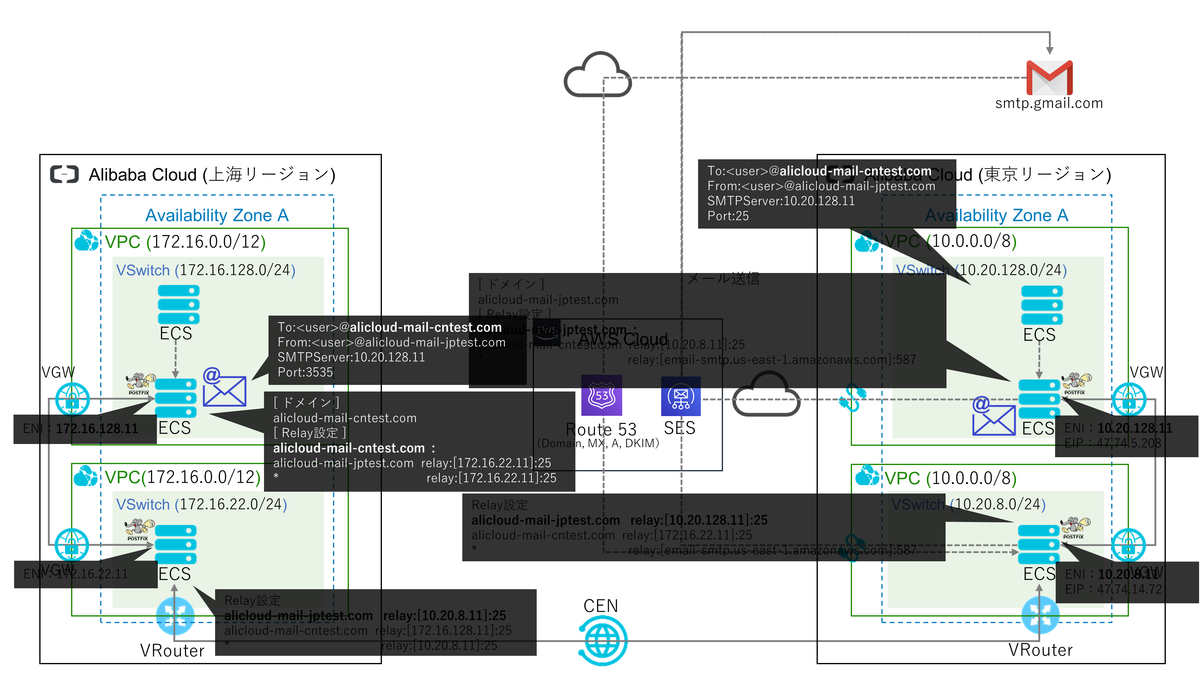 smtp.gmail.com
Alibaba Cloud (上海リージョン)
Availability Zone A
VPC (172.16.0.0/12)
VSwitch (172.16.128.0/24)
ECS
To:<user>@alicloud-mail-cntest.com
From:<user>@alicloud-mail-jptest.com
SMTPServer:10.20.128.11
Port:3535
VGW
POSTFIX
@
ENI：172.16.128.11
ECS
[ ドメイン ]
alicloud-mail-cntest.com
[ Relay設定 ]
alicloud-mail-cntest.com :
alicloud-mail-jptest.com relay:[172.16.22.11]:25
* relay:[172.16.22.11]:25
VPC(172.16.0.0/12)
VSwitch (172.16.22.0/24)
POSTFIX
VGW
ENI：172.16.22.11
ECS
Relay設定
alicloud-mail-jptest.com relay:[10.20.8.11]:25
alicloud-mail-cntest.com relay:[172.16.128.11]:25
* relay:[10.20.8.11]:25
VRouter
CEN
メール送信
[ ドメイン ]
alicloud-mail-jptest.com
[ Relay設定 ]
alicloud-mail-jptest.com :
relay:[10.20.8.11]:25
* relay:[email-smtp.us-east-1.amazonaws.com]:587
AWS Cloud
53
Route 53
(Domain, MX, A, DKIM)
SES
Relay設定
alicloud-mail-jptest.com relay:[10.20.128.11]:25
alicloud-mail-cntest.com relay:[172.16.22.11]:25
* relay:[email-smtp.us-east-1.amazonaws.com]:587
To:<user>@alicloud-mail-cntest.com
From:<user>@alicloud-mail-jptest.com
SMTPServer:10.20.128.11
Port:25
Alibaba Cloud (東京リージョン)
Availability Zone A
VPC (10.0.0.0/8)
VSwitch (10.20.128.0/24)
ECS
VGW
POSTFIX
@
ECS
ENI：10.20.128.11
EIP：47.74.5.208
VPC (10.0.0.0/8)
VSwitch (10.20.8.0/24)
POSTFIX
VGW
ECS
ENI：10.20.8.11
EIP：47.74.14.72
VRouter